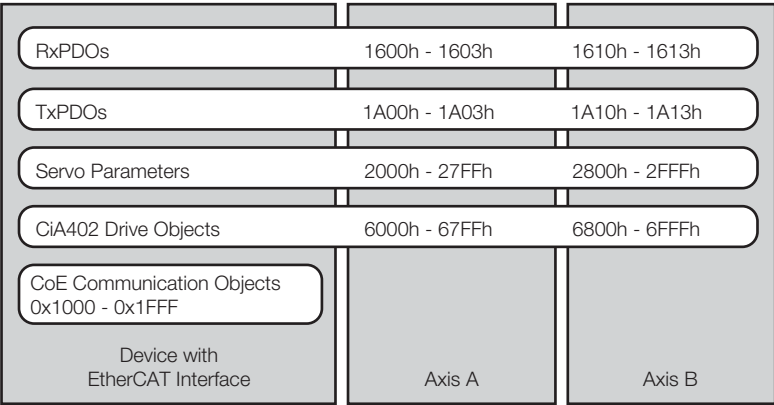 RxPDOs 1600h - 1603h 1610h - 1613h
TxPDOs 1A00h - 1A03h 1A10h - 1A13h
Servo Parameters 2000h - 27FFh 2800h - 2FFFh
CiA402 Drive Objects 6000h - 67FFh 6800h - 6FFFh
CoE Communication Objects
0x1000 - 0x1FFF
Device with
EtherCAT Interface Axis A Axis B